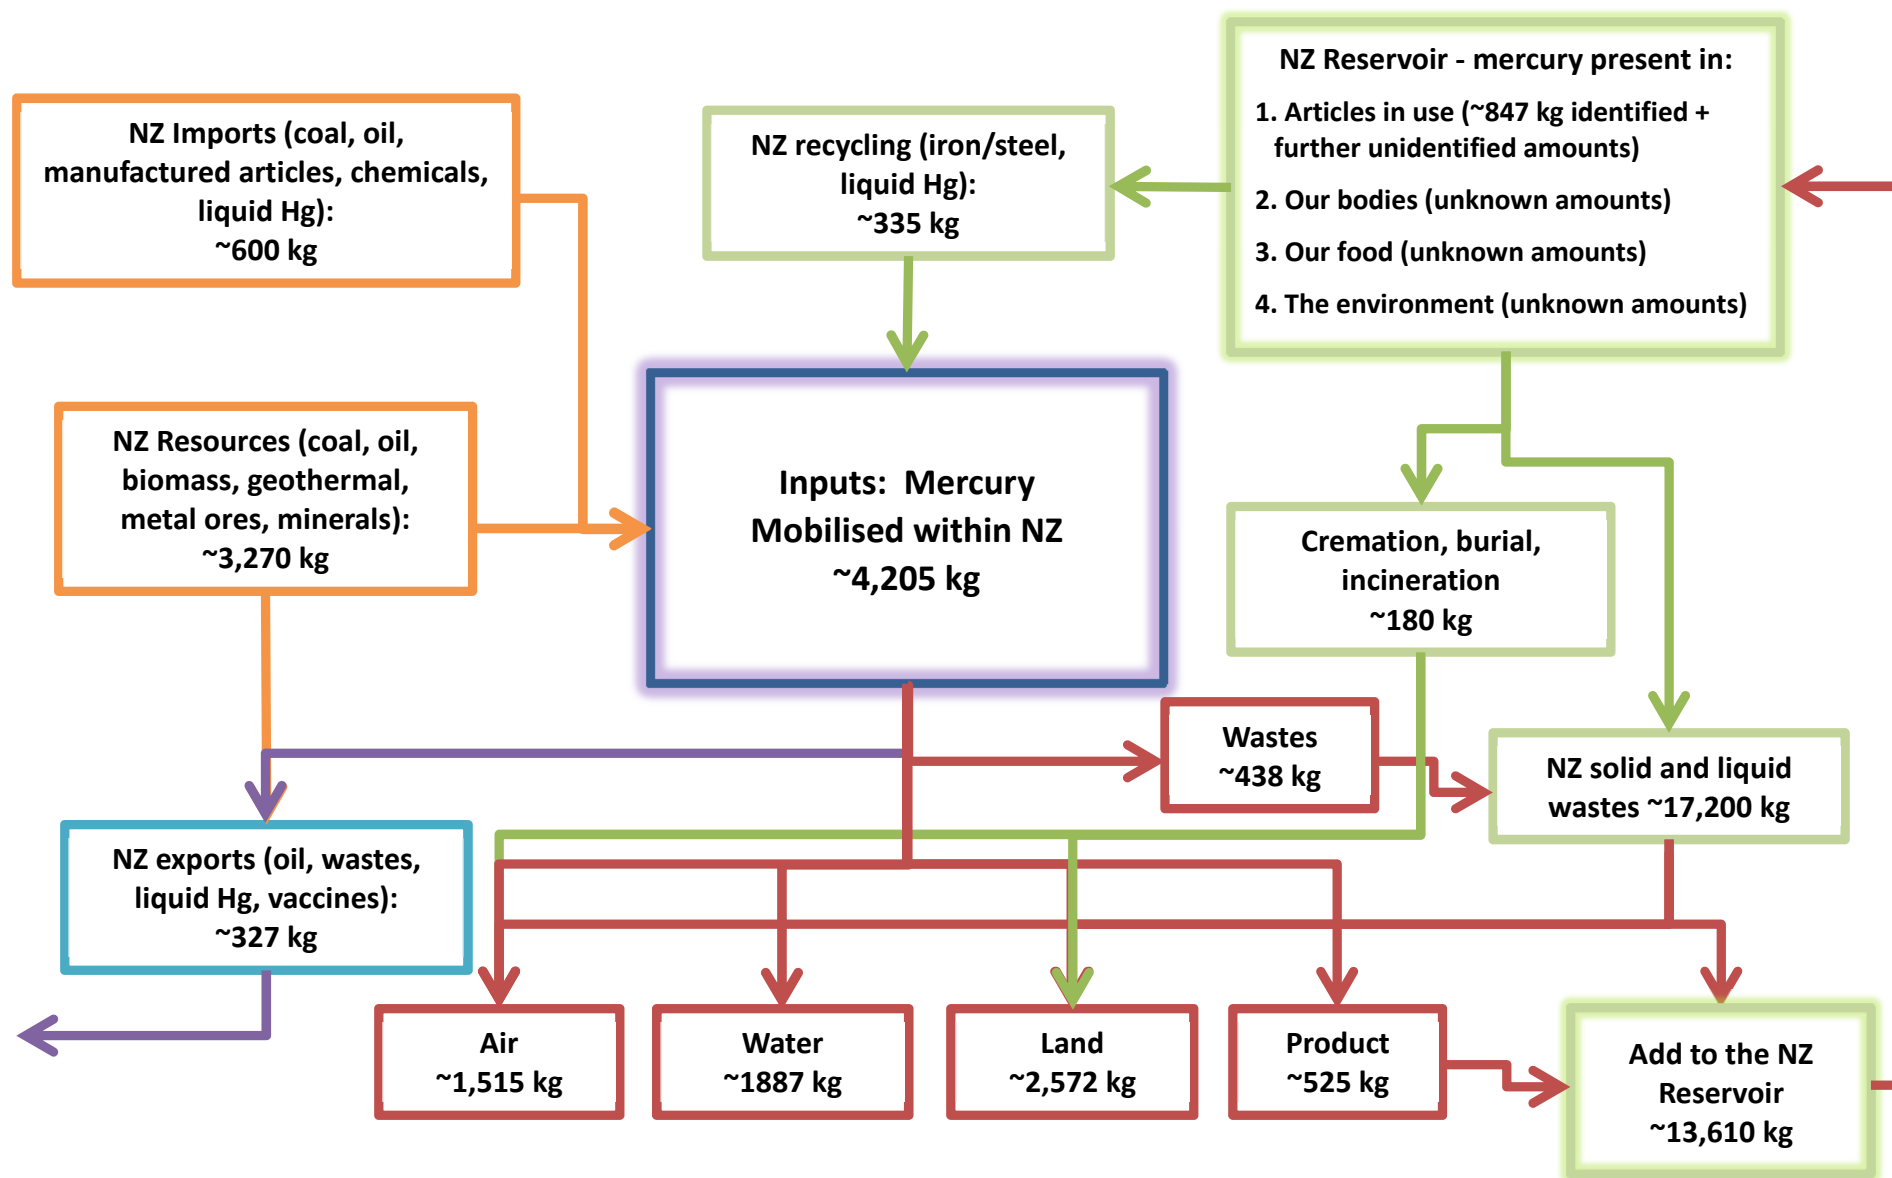 NZ Reservoir - mercury present in:
1. Articles in use (~847 kg identified +
further unidentified amounts)
2. Our bodies (unknown amounts)
3. Our food (unknown amounts)
4. The environment (unknown amounts)
NZ Imports (coal, oil,
manufactured articles, chemicals,
liquid Hg):
~600 kg
NZ recycling (iron/steel,
liquid Hg):
~335 kg
NZ Resources (coal, oil,
biomass, geothermal,
metal ores, minerals):
~3,270 kg
Inputs: Mercury
Mobilised within NZ
~4,205 kg
Cremation, burial,
incineration
~180 kg
Wastes
~438 kg
NZ solid and liquid
wastes ~17,200 kg
NZ exports (oil, wastes,
liquid Hg, vaccines):
~327 kg
Air
~1,515 kg
Water
~1887 kg
Land
~2,572 kg
Product
~525 kg
Add to the NZ
Reservoir
~13,610 kg